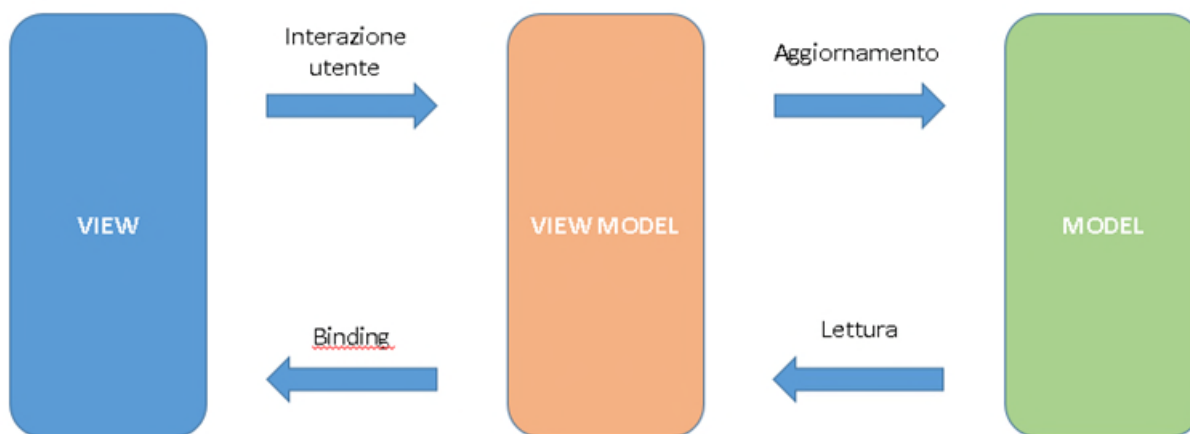 Interazione
utente
Aggiornamento
VIEW
VIEW MODEL
MODEL
Binding
Lettura